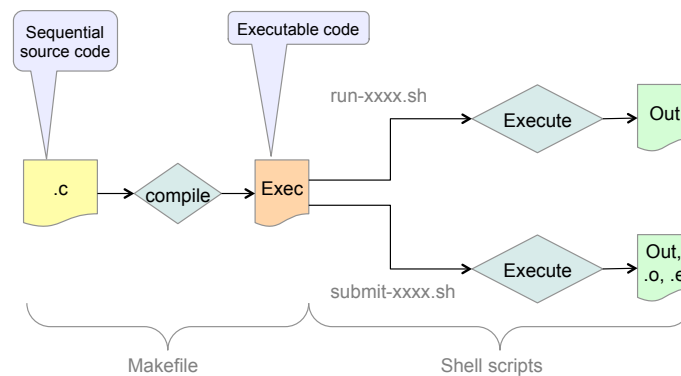 Sequential
source code
Executable code
run-xxxx.sh
Execute
Out
.c
compile
Exec
submit-xxxx.sh
Execute
Out,
.o, .e
Makefile
Shell scripts